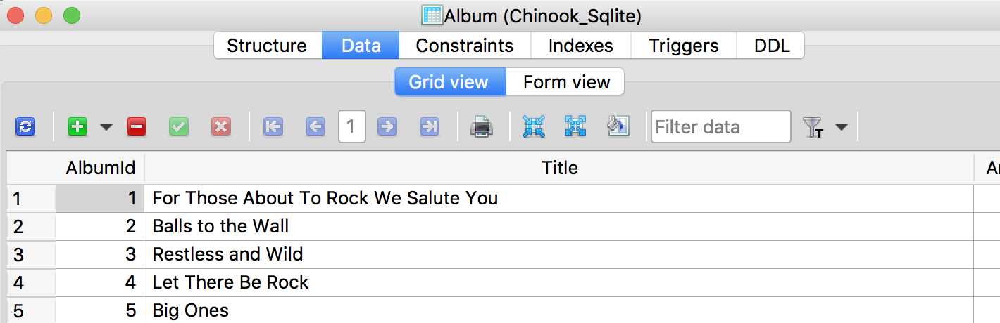 Album (Chinook_Sqlite)
Structure Data Constraints Indexes Triggers DDL
Grid view Form view
1 Filter data T
AlbumId Title Ar
1 1 For Those About To Rock We Salute You
2 2 Balls to the Wall
3 3 Restless and Wild
4 4 Let There Be Rock
5 5 Big Ones